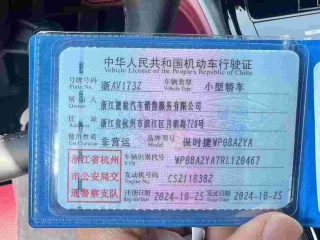 中华人民共和国机动车行驶证
Vehicle License of the People's Republic of China
号牌号码 浙AV173Z 车辆类型 小型轿车
Plate No. Vehicle Type
所有人 浙江捷骏汽车销售服务有限公司
Owner
住址 浙江省杭州市滨江区月明路723号
Address
使用性质 非营运 品牌型号 保时捷WP0BA2YA
Use Character Model
浙江省杭州
市公安局交
通警察支队
车辆识别代号 WP0BA2YA7RL120467
VIN
发动机号码 CSZ118382
Engine No.
注册日期 2024-10-25 发证日期 2024-10-25
Register Date Issue Date